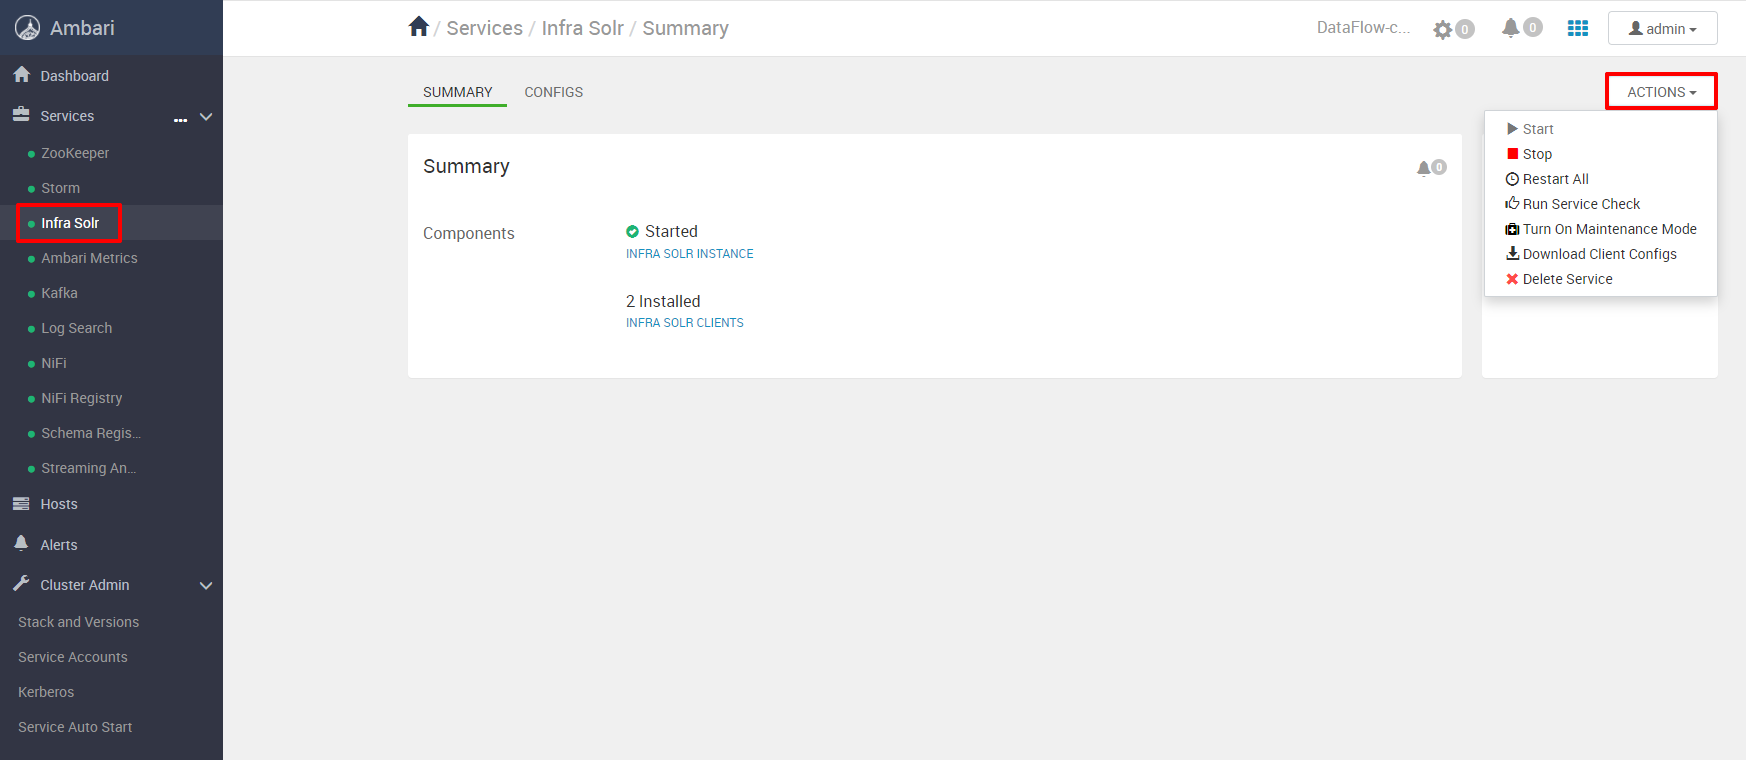 Ambari
/ Services / Infra Solr / Summary
DataFlow-c...
0
0
admin
Dashboard
Services
...
ZooKeeper
Storm
Infra Solr
Ambari Metrics
Kafka
Log Search
NiFi
NiFi Registry
Schema Regis...
Streaming An...
Hosts
Alerts
Cluster Admin
Stack and Versions
Service Accounts
Kerberos
Service Auto Start
SUMMARY
CONFIGS
ACTIONS
Start
Stop
Restart All
Run Service Check
Turn On Maintenance Mode
Download Client Configs
Delete Service
Summary
0
Components
Started
INFRA SOLR INSTANCE
2 Installed
INFRA SOLR CLIENTS